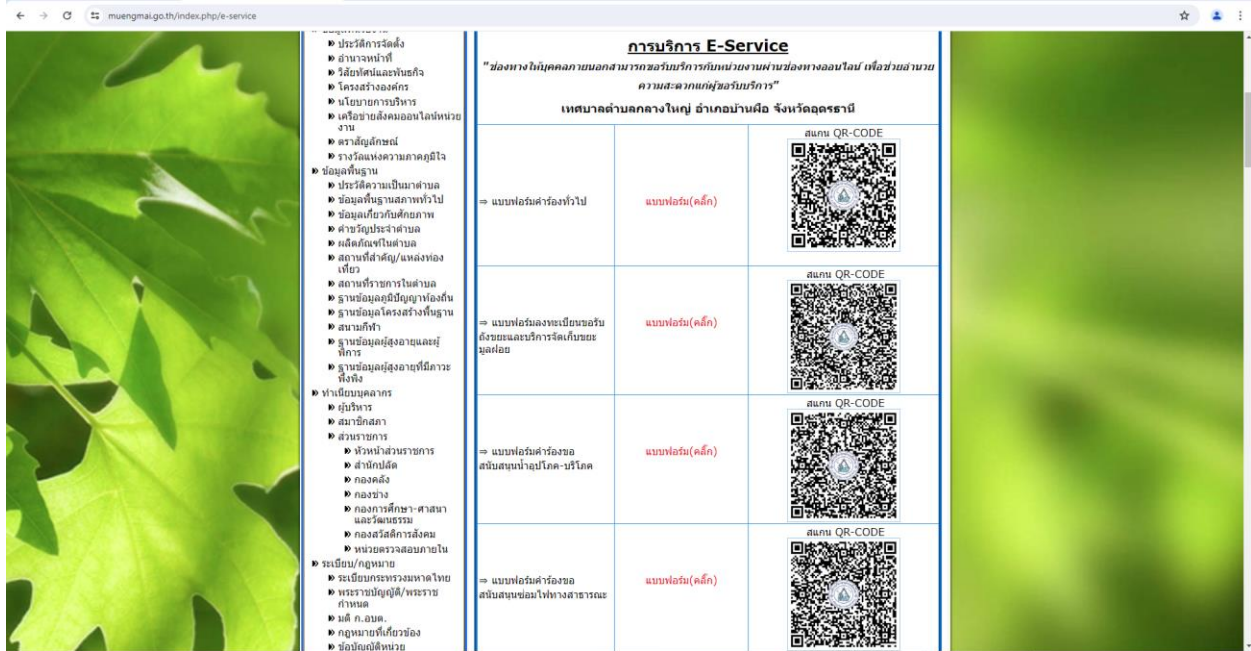 muengmai.go.th/index.php/e-service
ประวัติการจัดตั้ง
อำนาจหน้าที่
วิสัยทัศน์และพันธกิจ
โครงสร้างองค์กร
นโยบายการบริหาร
เครือข่ายสังคมออนไลน์หน่วย
งาน
ตราสัญลักษณ์
รางวัลแห่งความภาคภูมิใจ
ข้อมูลพื้นฐาน
ประวัติความเป็นมาตำบล
ข้อมูลพื้นฐานสภาพทั่วไป
ข้อมูลเกี่ยวกับศักยภาพ
คำขวัญประจำตำบล
ผลิตภัณฑ์ในตำบล
สถานที่สำคัญ/แหล่งท่อง
เที่ยว
สถานที่ราชการในตำบล
ฐานข้อมูลภูมิปัญญาท้องถิ่น
ฐานข้อมูลโครงสร้างพื้นฐาน
สนามกีฬา
ฐานข้อมูลผู้สูงอายุและผู้
พิการ
ฐานข้อมูลผู้สูงอายุที่มีภาวะ
พึ่งพิง
ทำเนียบบุคลากร
ผู้บริหาร
สมาชิกสภา
ส่วนราชการ
หัวหน้าส่วนราชการ
สำนักปลัด
กองคลัง
กองช่าง
กองการศึกษา-ศาสนา
และวัฒนธรรม
กองสวัสดิการสังคม
หน่วยตรวจสอบภายใน
ระเบียบ/กฎหมาย
ระเบียบกระทรวงมหาดไทย
พระราชบัญญัติ/พระราช
กำหนด
มติ ก.อบต.
กฎหมายที่เกี่ยวข้อง
ข้อบัญญัติหน่วย
การบริการ E-Service
"ช่องทางให้บุคคลภายนอกสามารถขอรับบริการกับหน่วยงานผ่านช่องทางออนไลน์ เพื่อช่วยอำนวย
ความสะดวกแก่ผู้ขอรับบริการ"
เทศบาลตำบลกลางใหญ่ อำเภอบ้านผือ จังหวัดอุดรธานี
สแกน QR-CODE
⇒ แบบฟอร์มคำร้องทั่วไป
แบบฟอร์ม(คลิ๊ก)
สแกน QR-CODE
⇒ แบบฟอร์มลงทะเบียนขอรับ
ถังขยะและบริการจัดเก็บขยะ
มูลฝอย
แบบฟอร์ม(คลิ๊ก)
สแกน QR-CODE
⇒ แบบฟอร์มคำร้องขอ
สนับสนุนน้ำอุปโภค-บริโภค
แบบฟอร์ม(คลิ๊ก)
สแกน QR-CODE
⇒ แบบฟอร์มคำร้องขอ
สนับสนุนซ่อมไฟทางสาธารณะ
แบบฟอร์ม(คลิ๊ก)